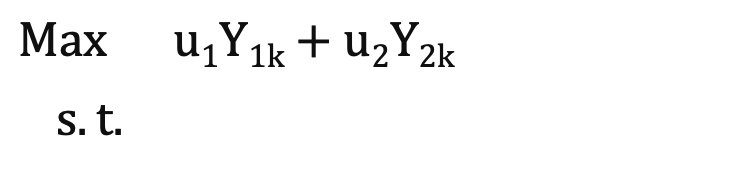 Max u₁Y₁ₖ + u₂Y₂ₖ
s. t.